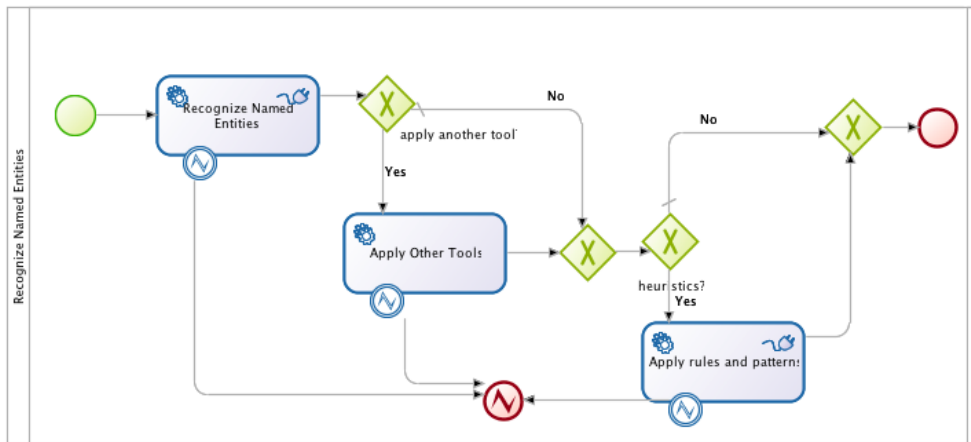 Recognize Named Entities
Recognize Named
Entities
No
apply another tool
Yes
Apply Other Tools
No
heuristics?
Yes
Apply rules and patterns